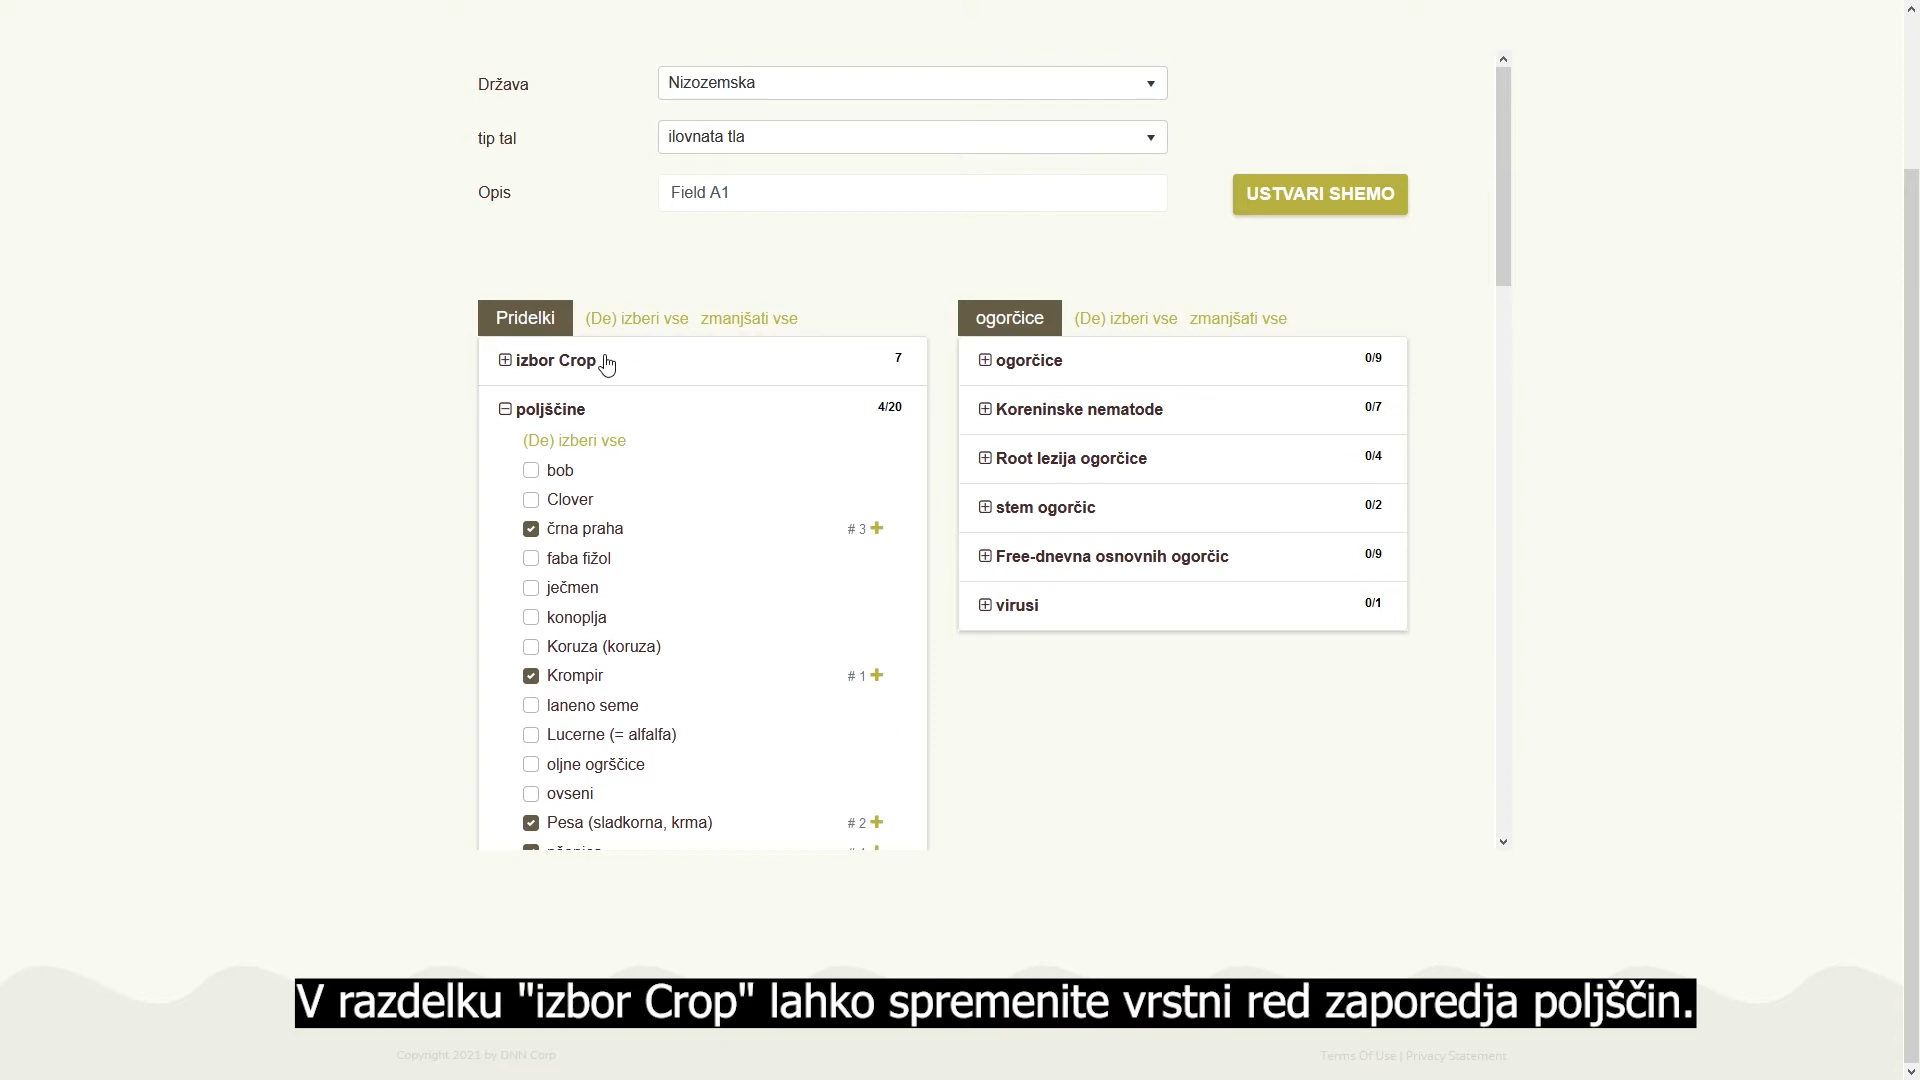 Država
Nizozemska
tip tal
ilovnata tla
Opis
Field A1
USTVARI SHEMO
Pridelki
(De) izberi vse
zmanjšati vse
izbor Crop
7
poljščine
4/20
(De) izberi vse
bob
Clover
črna praha
# 3
faba fižol
ječmen
konoplja
Koruza (koruza)
Krompir
# 1
laneno seme
Lucerne (= alfalfa)
oljne ogrščice
ovseni
Pesa (sladkorna, krma)
# 2
ogorčice
(De) izberi vse
zmanjšati vse
ogorčice
0/9
Koreninske nematode
0/7
Root lezija ogorčice
0/4
stem ogorčic
0/2
Free-dnevna osnovnih ogorčic
0/9
virusi
0/1
V razdelku "izbor Crop" lahko spremenite vrstni red zaporedja poljščin.
Copyright 2021 by DNN Corp
Terms Of Use | Privacy Statement